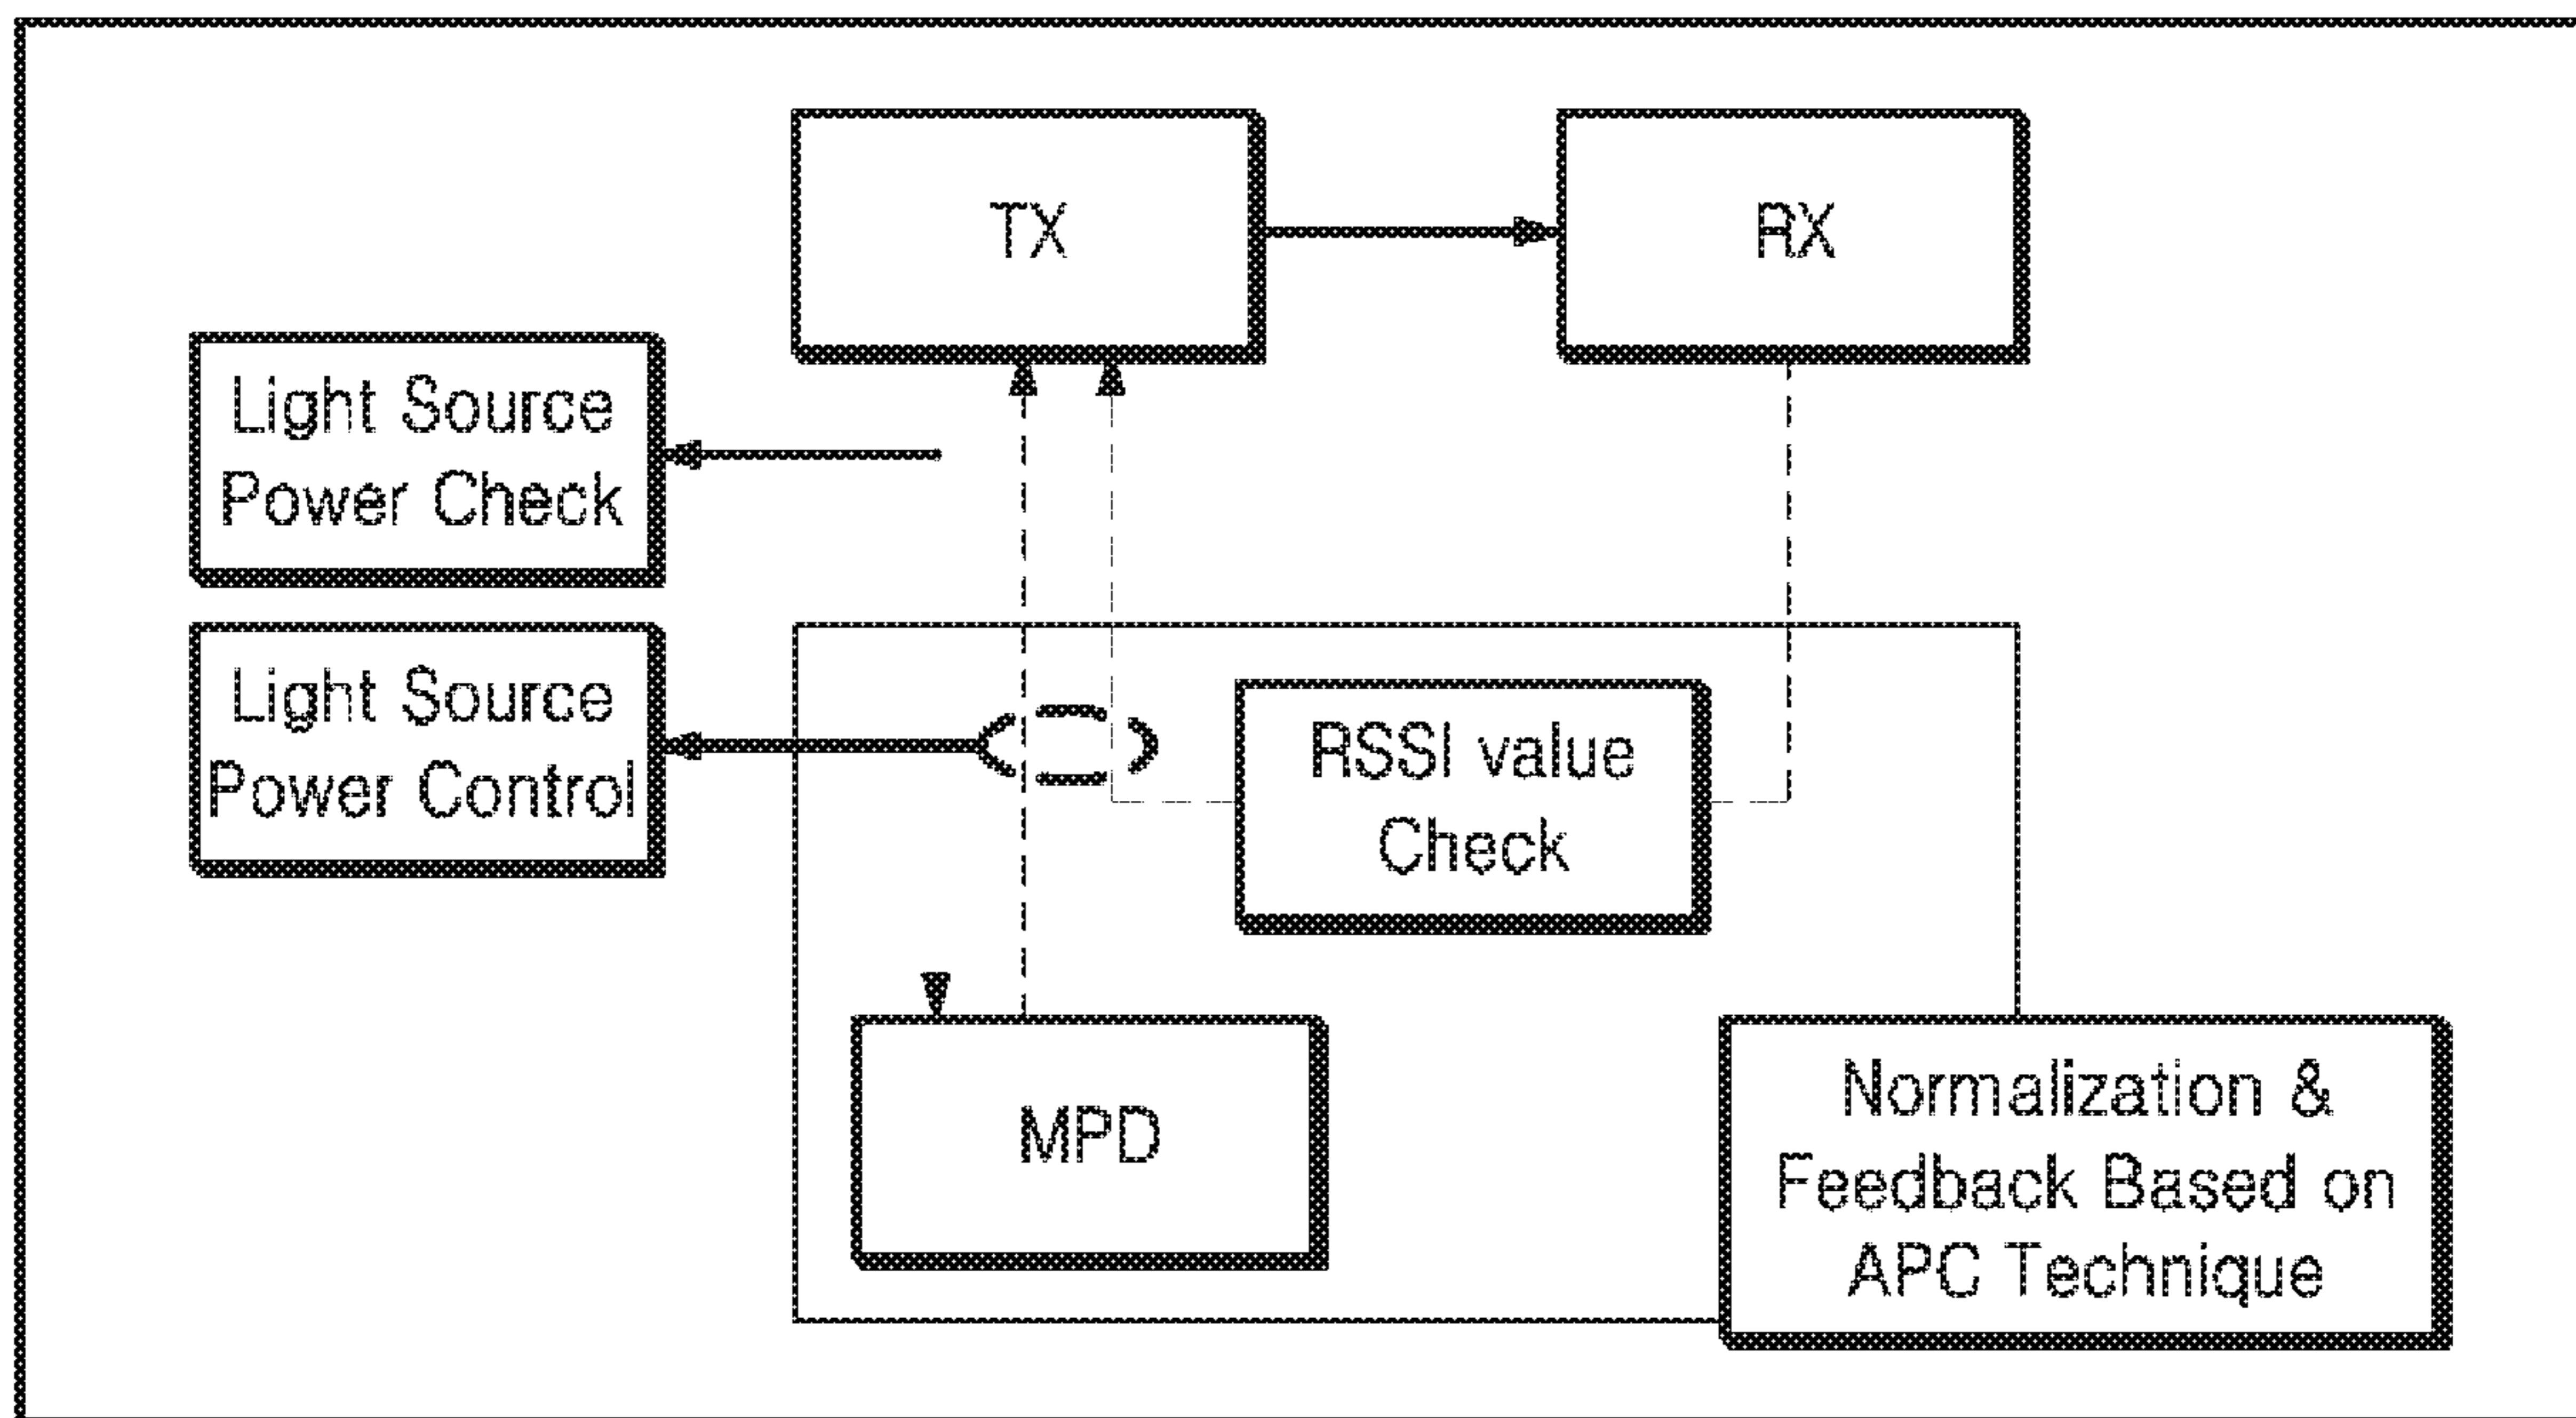 TX
RX
Light Source
Power Check
Light Source
Power Control
RSSI value
Check
MPD
Normalization &
Feedback Based on
APC Technique